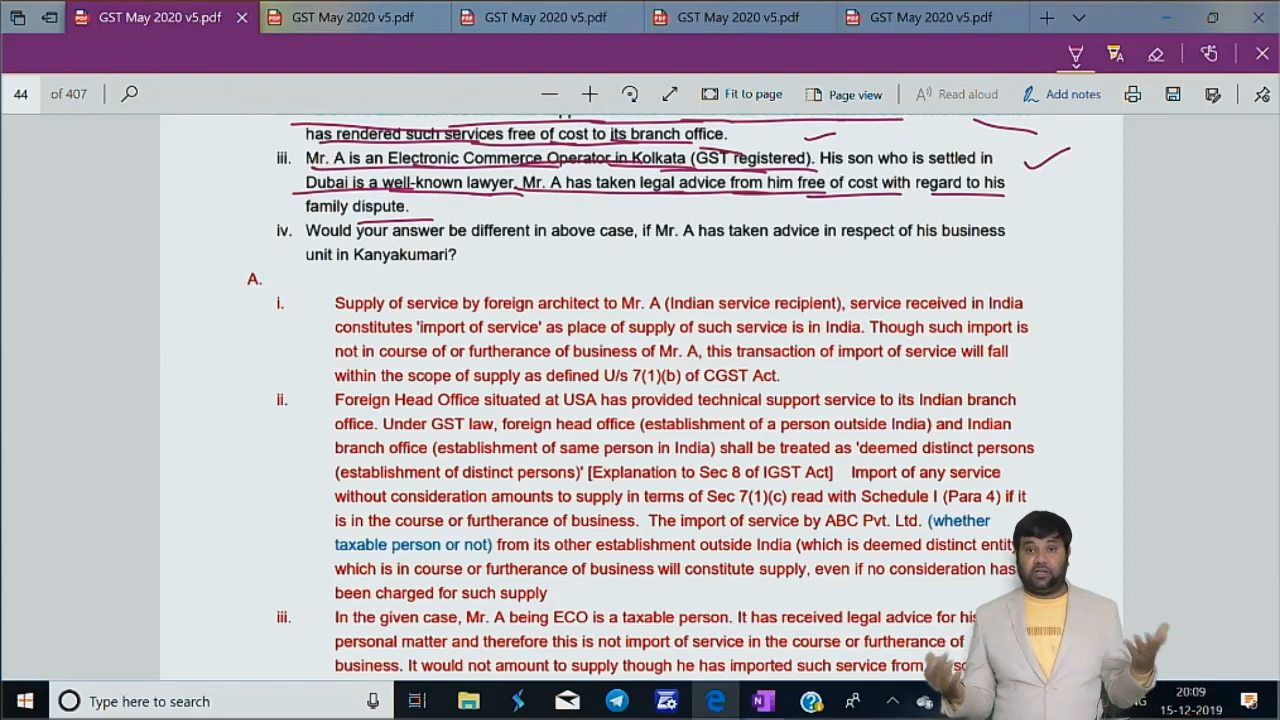 GST May 2020 v5.pdf
GST May 2020 v5.pdf
GST May 2020 v5.pdf
GST May 2020 v5.pdf
GST May 2020 v5.pdf
44 of 407 Fit to page Page view Read aloud Add notes
has rendered such services free of cost to its branch office.
iii. Mr. A is an Electronic Commerce Operator in Kolkata (GST registered). His son who is settled in
Dubai is a well-known lawyer. Mr. A has taken legal advice from him free of cost with regard to his
family dispute.
iv. Would your answer be different in above case, if Mr. A has taken advice in respect of his business
unit in Kanyakumari?
A.
i. Supply of service by foreign architect to Mr. A (Indian service recipient), service received in India
constitutes 'import of service' as place of supply of such service is in India. Though such import is
not in course of or furtherance of business of Mr. A, this transaction of import of service will fall
within the scope of supply as defined U/s 7(1)(b) of CGST Act.
ii. Foreign Head Office situated at USA has provided technical support service to its Indian branch
office. Under GST law, foreign head office (establishment of a person outside India) and Indian
branch office (establishment of same person in India) shall be treated as 'deemed distinct persons
(establishment of distinct persons)' [Explanation to Sec 8 of IGST Act] Import of any service
without consideration amounts to supply in terms of Sec 7(1)(c) read with Schedule I (Para 4) if it
is in the course or furtherance of business. The import of service by ABC Pvt. Ltd. (whether
taxable person or not) from its other establishment outside India (which is deemed distinct entity
which is in course or furtherance of business will constitute supply, even if no consideration has
been charged for such supply
iii. In the given case, Mr. A being ECO is a taxable person. It has received legal advice for his
personal matter and therefore this is not import of service in the course or furtherance of
business. It would not amount to supply though he has imported such service from
Type here to search
20:09
15-12-2019